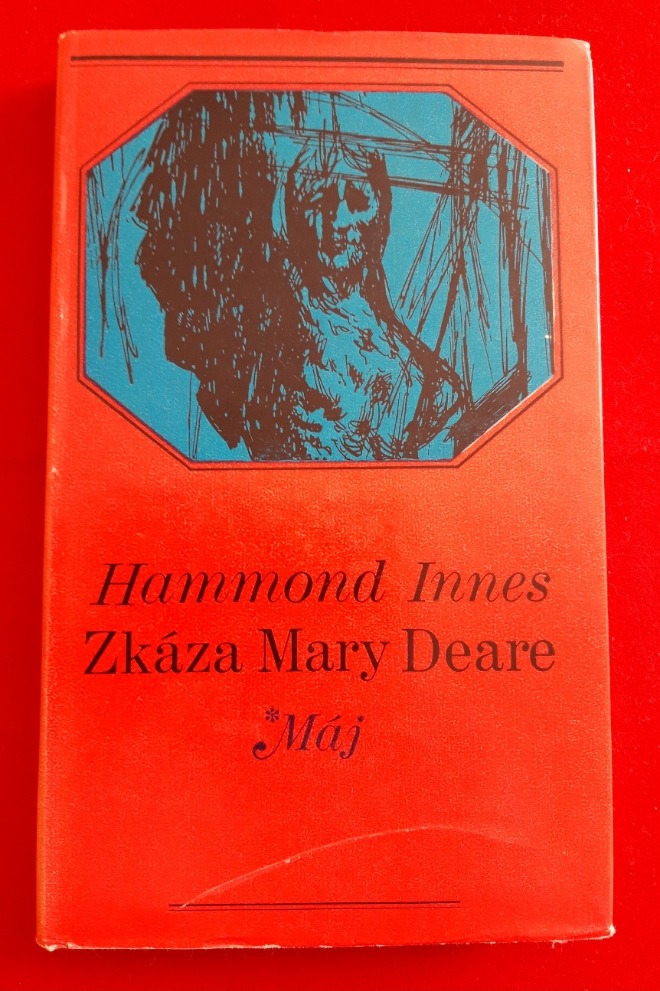 Hammond Innes
Zkáza Mary Deare
*Máj